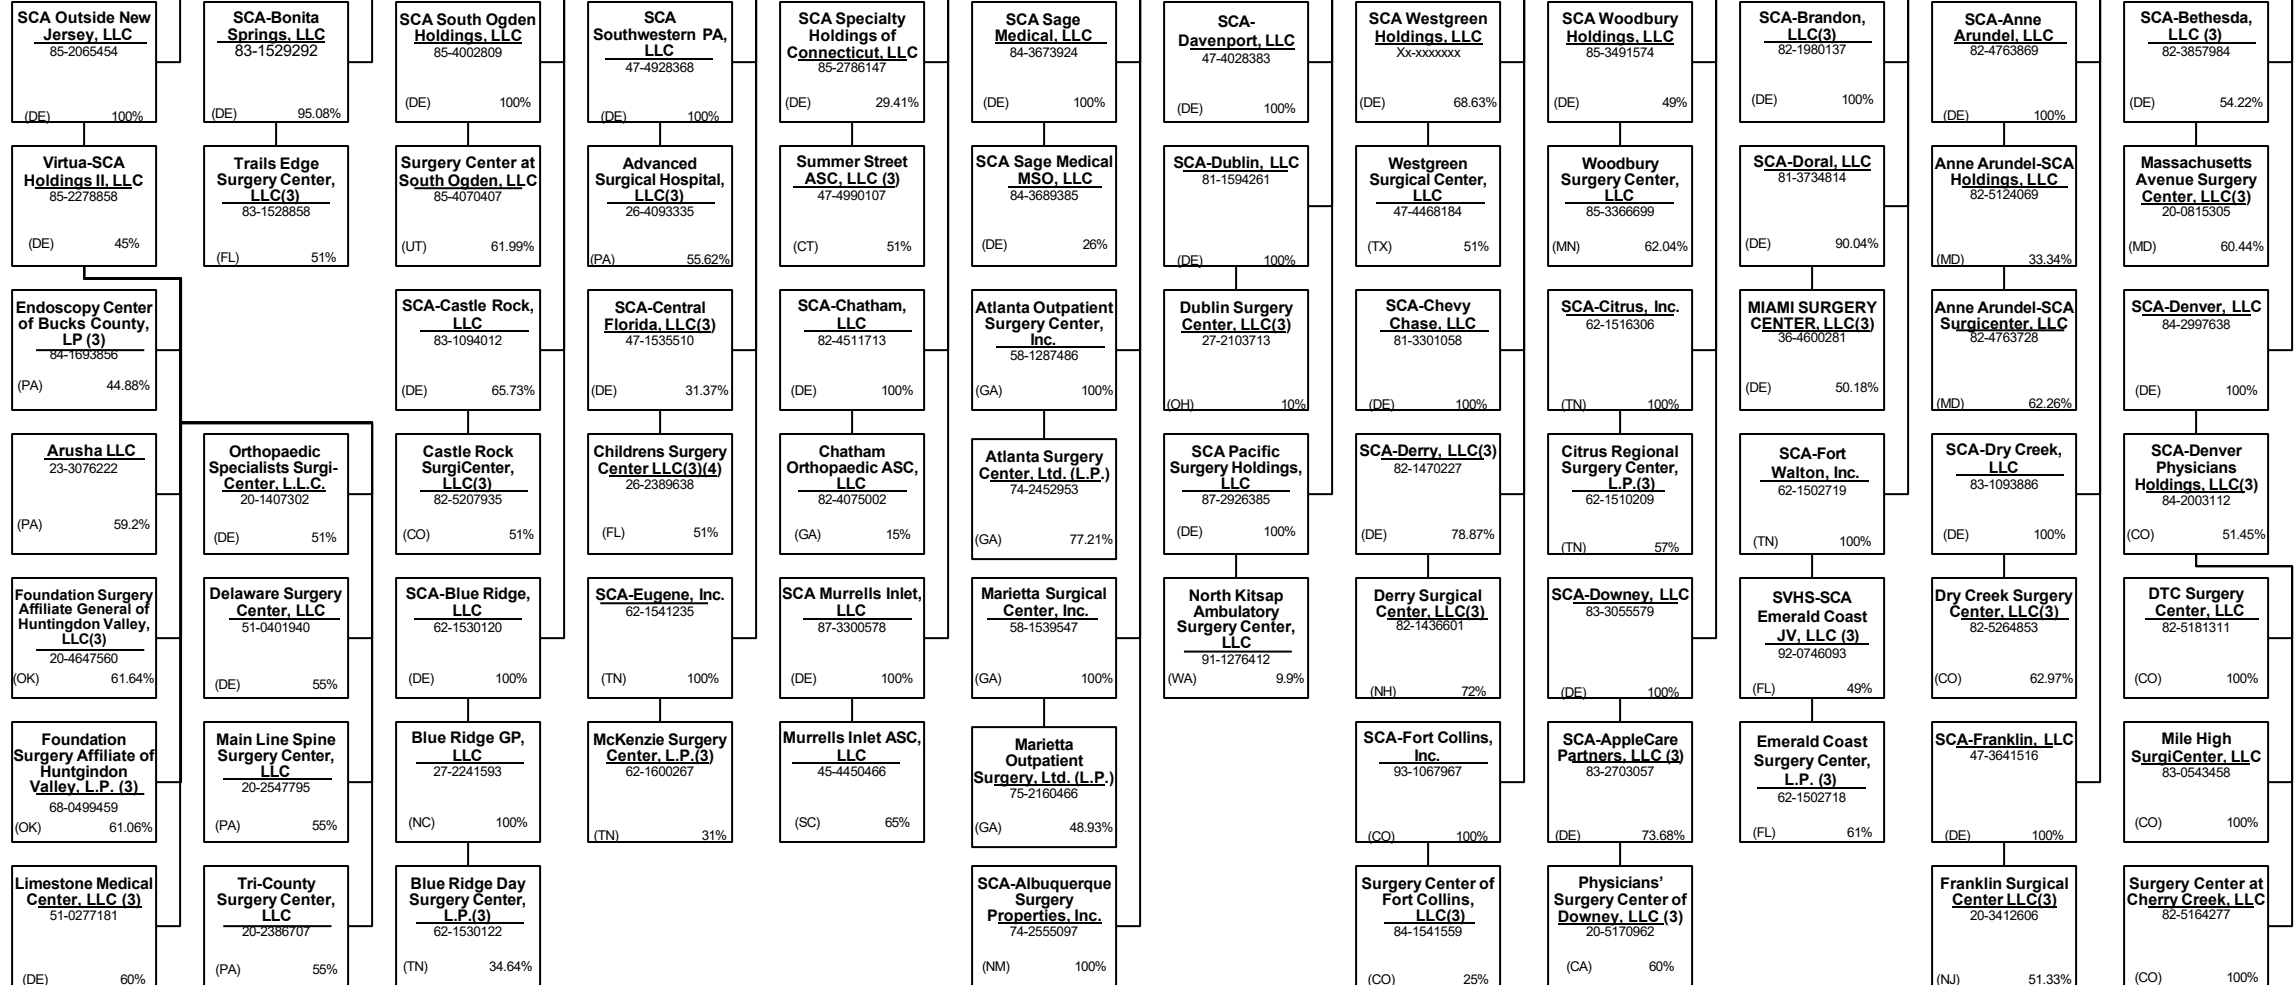 SCA Outside New
Jersey, LLC
85-2065454
(DE) 100%
Virtua-SCA
Holdings II, LLC
85-2278858
(DE) 45%
Endoscopy Center
of Bucks County,
LP (3)
84-1693856
(PA) 44.88%
Arusha LLC
23-3076222
(PA) 59.2%
Foundation Surgery
Affiliate General of
Huntingdon Valley,
LLC(3)
20-4647560
(OK) 61.64%
Foundation
Surgery Affiliate of
Huntgindon
Valley, L.P. (3)
68-0499459
(OK) 61.06%
Limestone Medical
Center, LLC (3)
51-0277181
(DE) 60%
SCA-Bonita
Springs, LLC
83-1529292
(DE) 95.08%
Trails Edge
Surgery Center,
LLC(3)
83-1528858
(FL) 51%
Orthopaedic
Specialists Surgi-
Center, L.L.C.
20-1407302
(DE) 51%
Delaware Surgery
Center, LLC
51-0401940
(DE) 55%
Main Line Spine
Surgery Center,
LLC
20-2547795
(PA) 55%
Tri-County
Surgery Center,
LLC
20-2386707
(PA) 55%
SCA South Ogden
Holdings, LLC
85-4002809
(DE) 100%
Surgery Center at
South Ogden, LLC
85-4070407
(UT) 61.99%
SCA-Castle Rock,
LLC
83-1094012
(DE) 65.73%
Castle Rock
SurgiCenter,
LLC(3)
82-5207935
(CO) 51%
SCA-Blue Ridge,
LLC
62-1530120
(DE) 100%
Blue Ridge GP,
LLC
27-2241593
(NC) 100%
Blue Ridge Day
Surgery Center,
L.P.(3)
62-1530122
(TN) 34.64%
SCA
Southwestern PA,
LLC
47-4928368
(DE) 100%
Advanced
Surgical Hospital,
LLC(3)
26-4093335
(PA) 55.62%
SCA-Central
Florida, LLC(3)
47-1535510
(DE) 31.37%
Childrens Surgery
Center LLC(3)(4)
26-2389638
(FL) 51%
SCA-Eugene, Inc.
62-1541235
(TN) 100%
McKenzie Surgery
Center, L.P.(3)
62-1600267
(TN) 31%
SCA Specialty
Holdings of
Connecticut, LLC
85-2786147
(DE) 29.41%
Summer Street
ASC, LLC (3)
47-4990107
(CT) 51%
SCA-Chatham,
LLC
82-4511713
(DE) 100%
Chatham
Orthopaedic ASC,
LLC
82-4075002
(GA) 15%
SCA Murrells Inlet,
LLC
87-3300578
(DE) 100%
Murrells Inlet ASC,
LLC
45-4450466
(SC) 65%
SCA Sage
Medical, LLC
84-3673924
(DE) 100%
SCA Sage Medical
MSO, LLC
84-3689385
(DE) 26%
Atlanta Outpatient
Surgery Center,
Inc.
58-1287486
(GA) 100%
Atlanta Surgery
Center, Ltd. (L.P.)
74-2452953
(GA) 77.21%
Marietta Surgical
Center, Inc.
58-1539547
(GA) 100%
Marietta
Outpatient
Surgery, Ltd. (L.P.)
75-2160466
(GA) 48.93%
SCA-Albuquerque
Surgery
Properties, Inc.
74-2555097
(NM) 100%
SCA-
Davenport, LLC
47-4028383
(DE) 100%
SCA-Dublin, LLC
81-1594261
(DE) 100%
Dublin Surgery
Center, LLC(3)
27-2103713
(OH) 10%
SCA Pacific
Surgery Holdings,
LLC
87-2926385
(DE) 100%
North Kitsap
Ambulatory
Surgery Center,
LLC
91-1276412
(WA) 9.9%
SCA Westgreen
Holdings, LLC
Xx-xxxxxxx
(DE) 68.63%
Westgreen
Surgical Center,
LLC
47-4468184
(TX) 51%
SCA-Chevy
Chase, LLC
81-3301058
(DE) 100%
SCA-Derry, LLC(3)
82-1470227
(DE) 78.87%
Derry Surgical
Center, LLC(3)
82-1436601
(NH) 72%
SCA-Fort Collins,
Inc.
93-1067967
(CO) 100%
Surgery Center of
Fort Collins,
LLC(3)
84-1541559
(CO) 25%
SCA Woodbury
Holdings, LLC
85-3491574
(DE) 49%
Woodbury
Surgery Center,
LLC
85-3366699
(MN) 62.04%
SCA-Citrus, Inc.
62-1516306
(TN) 100%
Citrus Regional
Surgery Center,
L.P.(3)
62-1510209
(TN) 57%
SCA-Downey, LLC
83-3055579
(DE) 100%
SCA-AppleCare
Partners, LLC (3)
83-2703057
(DE) 73.68%
Physicians’
Surgery Center of
Downey, LLC (3)
20-5170962
(CA) 60%
SCA-Brandon,
LLC(3)
82-1980137
(DE) 100%
SCA-Doral, LLC
81-3734814
(DE) 90.04%
MIAMI SURGERY
CENTER, LLC(3)
36-4600281
(DE) 50.18%
SCA-Fort
Walton, Inc.
62-1502719
(TN) 100%
SVHS-SCA
Emerald Coast
JV, LLC (3)
92-0746093
(FL) 49%
Emerald Coast
Surgery Center,
L.P. (3)
62-1502718
(FL) 61%
SCA-Anne
Arundel, LLC
82-4763869
(DE) 100%
Anne Arundel-SCA
Holdings, LLC
82-5124069
(MD) 33.34%
Anne Arundel-SCA
Surgicenter, LLC
82-4763728
(MD) 62.26%
SCA-Dry Creek,
LLC
83-1093886
(DE) 100%
Dry Creek Surgery
Center, LLC(3)
82-5264853
(CO) 62.97%
SCA-Franklin, LLC
47-3641516
(DE) 100%
Franklin Surgical
Center LLC(3)
20-3412606
(NJ) 51.33%
SCA-Bethesda,
LLC (3)
82-3857984
(DE) 54.22%
Massachusetts
Avenue Surgery
Center, LLC(3)
20-0815305
(MD) 60.44%
SCA-Denver, LLC
84-2997638
(DE) 100%
SCA-Denver
Physicians
Holdings, LLC(3)
84-2003112
(CO) 51.45%
DTC Surgery
Center, LLC
82-5181311
(CO) 100%
Mile High
SurgiCenter, LLC
83-0543458
(CO) 100%
Surgery Center at
Cherry Creek, LLC
82-5164277
(CO) 100%